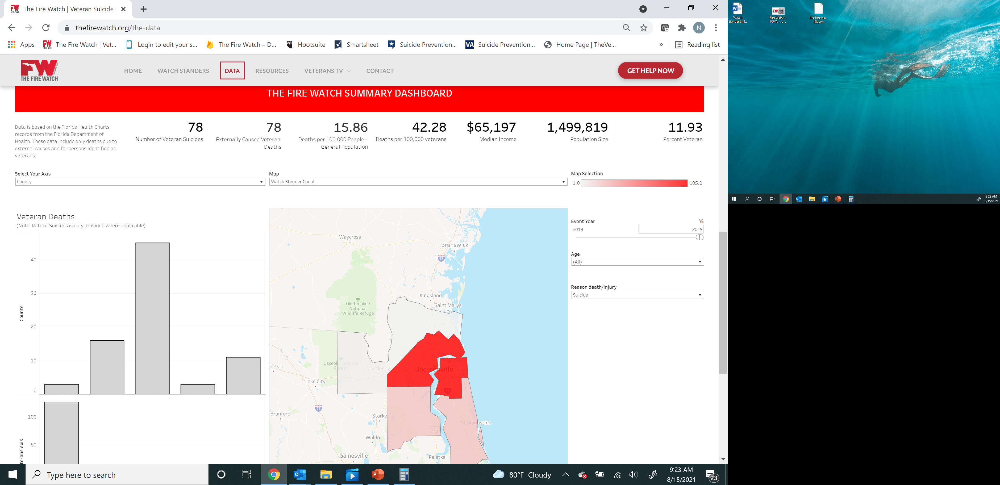 The Fire Watch | Veteran Suicide
thefirewatch.org/the-data
N
Apps
The Fire Watch | Vet...
Login to edit your s...
The Fire Watch – D...
Hootsuite
Smartsheet
Suicide Prevention...
VA
Suicide Prevention...
Home Page | TheVe...
»
Reading list
FW
THE FIRE WATCH
HOME
WATCH STANDERS
DATA
RESOURCES
VETERANS TV
CONTACT
GET HELP NOW
THE FIRE WATCH SUMMARY DASHBOARD
Data is based on the Florida Health Charts
records from the Florida Department of
Health. These data include only deaths due to
external causes and for persons identified as
veterans.
78
Number of Veteran Suicides
78
Externally Caused Veteran
Deaths
15.86
Deaths per 100,000 People -
General Population
42.28
Deaths per 100,000 veterans
$65,197
Median Income
1,499,819
Population Size
11.93
Percent Veteran
Select Your Axis
County
Map
Watch Stander Count
Map Selection
1.0
105.0
Veteran Deaths
(Note: Rate of Suicides is only provided where applicable)
Counts
40
30
20
10
0
100
80
terans Axis
Waycross
Brunswick
95
Kingsland
Saint Marys
Okefenokee
National
Wildlife Refuge
Osceola National
Forest
Macclenny
ve Oak
Lake City
Jacksonville
75
Branford
Starke
17
St. Augustine
Waldo
Gainesville
Palatka
Event Year
2019
2019
Age
(All)
Reason death/injury
Suicide
Type here to search
80°F Cloudy
9:23 AM
8/15/2021
23
Watch
Stander Links
Fire Watch -
FDVA - Ju...
the-fire-wa...
(3).json
9:23 AM
8/15/2021